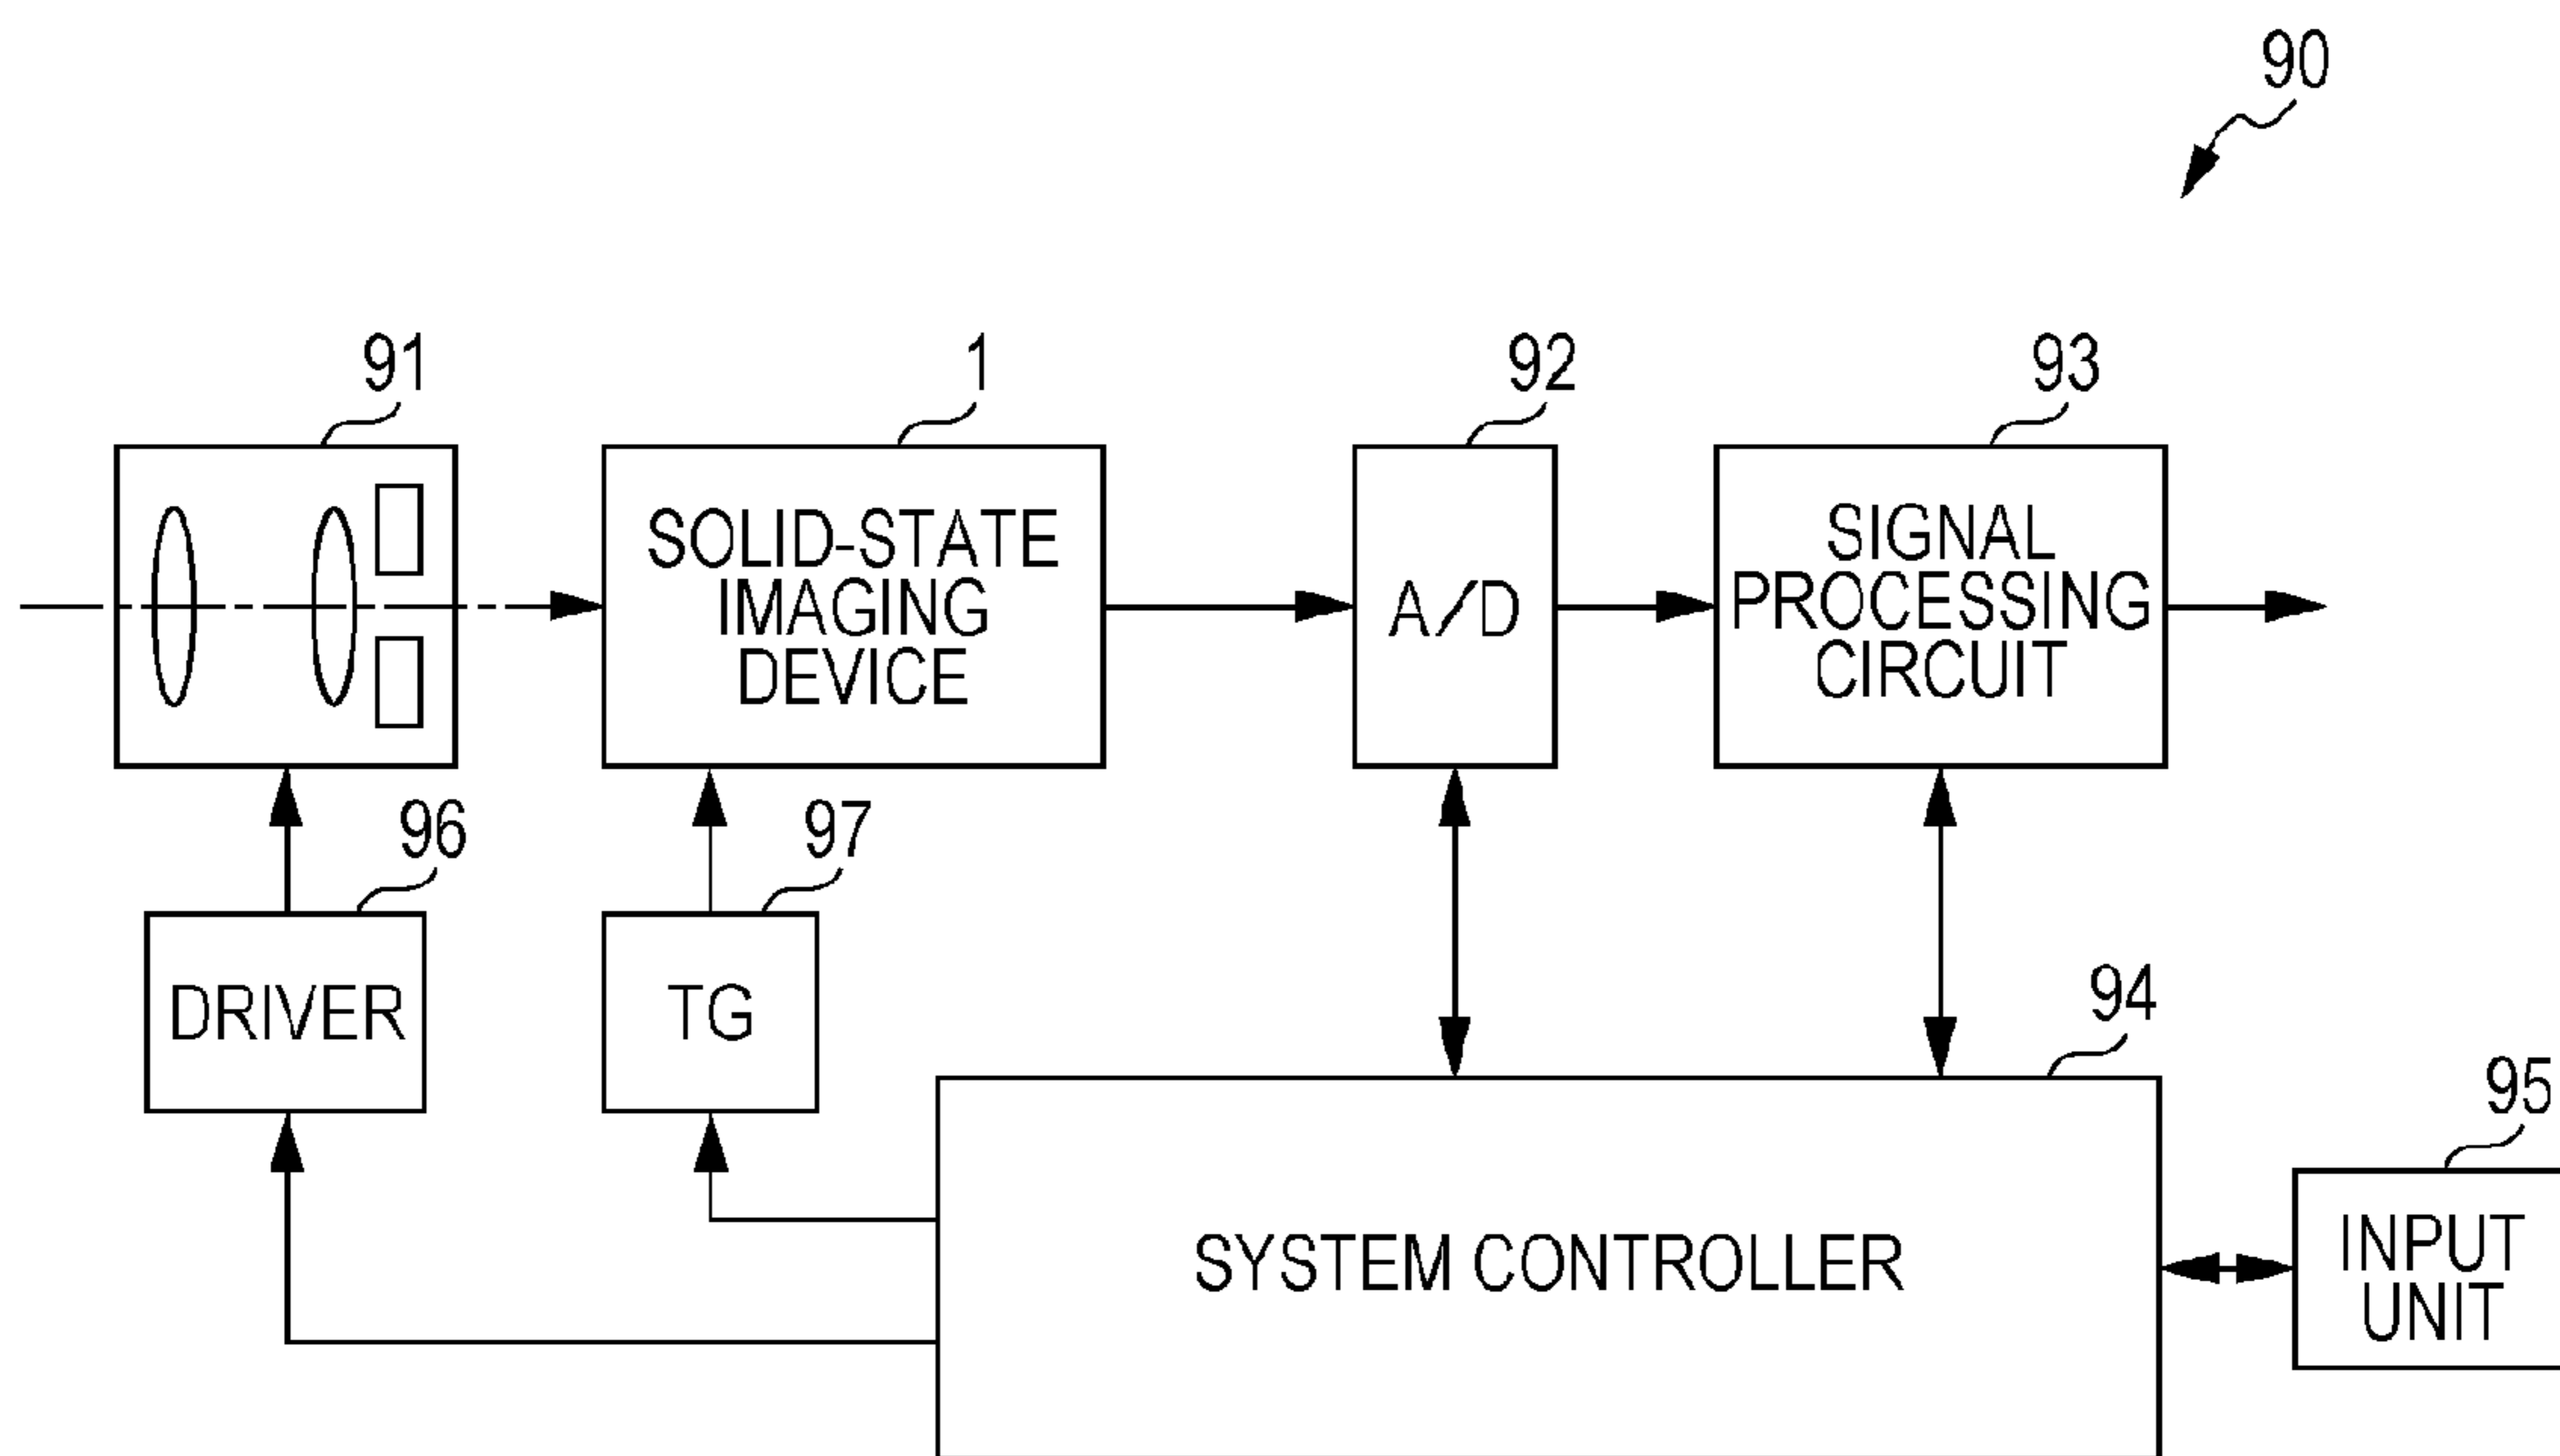 90
91
1
92
93
SOLID-STATE
IMAGING
DEVICE
A/D
SIGNAL
PROCESSING
CIRCUIT
96
97
DRIVER
TG
94
95
SYSTEM CONTROLLER
INPUT
UNIT